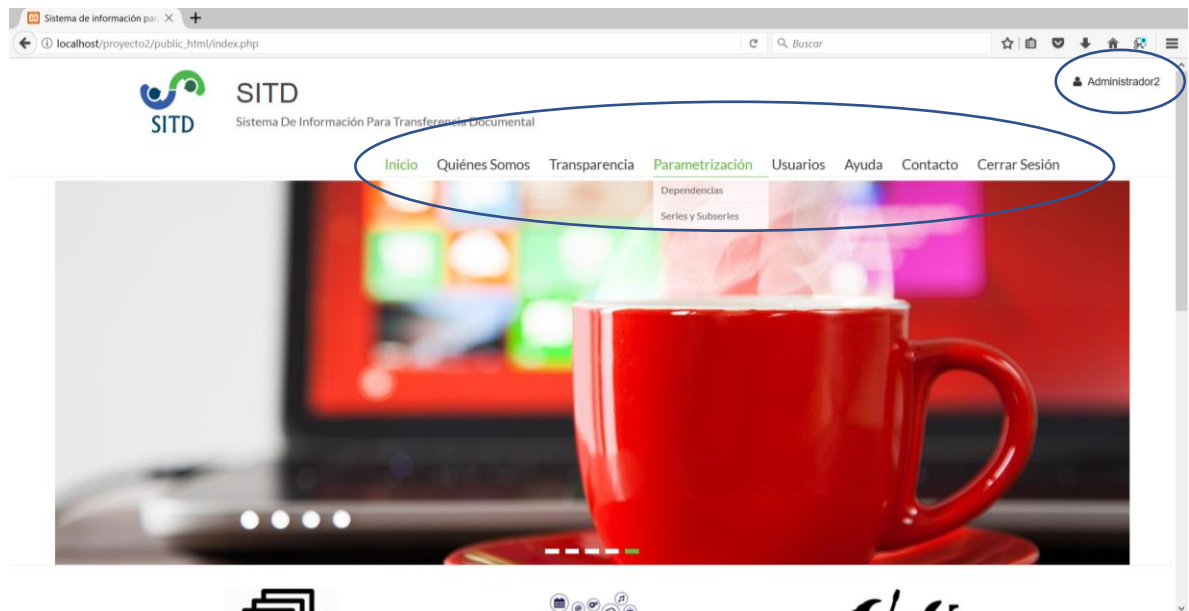 Sistema de información par
localhost/proyecto2/public_html/index.php
Buscar
Administrador2
SITD
SITD
Sistema De Información Para Transferencia Documental
Inicio Quiénes Somos Transparencia Parametrización Usuarios Ayuda Contacto Cerrar Sesión
Dependencias
Series y Subseries